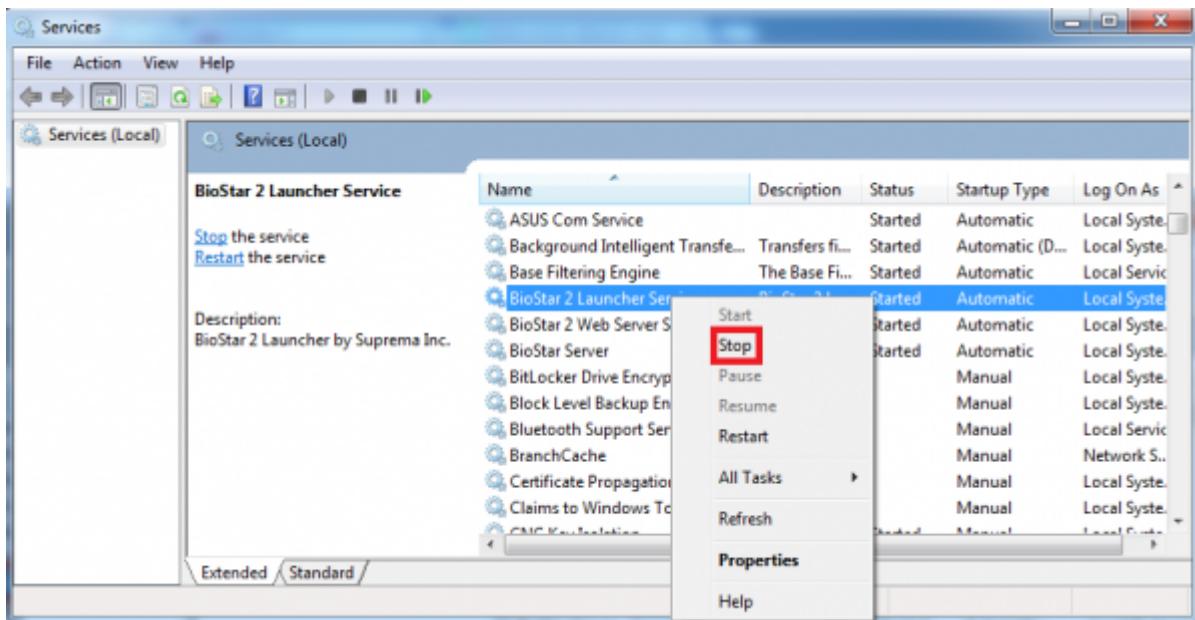 Services
File Action View Help
Services (Local)
Services (Local)
BioStar 2 Launcher Service
Stop the service
Restart the service
Description:
BioStar 2 Launcher by Suprema Inc.
Name Description Status Startup Type Log On As
ASUS Com Service Started Automatic Local Syste.
Background Intelligent Transfe... Transfers fi... Started Automatic (D... Local Syste.
Base Filtering Engine The Base Fi... Started Automatic Local Servic
BioStar 2 Launcher Ser Started Automatic Local Syste.
BioStar 2 Web Server S Started Automatic Local Syste.
BioStar Server Started Automatic Local Syste.
BitLocker Drive Encryp Manual Local Syste.
Block Level Backup En Manual Local Syste.
Bluetooth Support Ser Manual Local Servic
BranchCache Manual Network S..
Certificate Propagation Manual Local Syste.
Claims to Windows To Manual Local Syste.
Start
Stop
Pause
Resume
Restart
All Tasks
Refresh
Properties
Help
Extended Standard